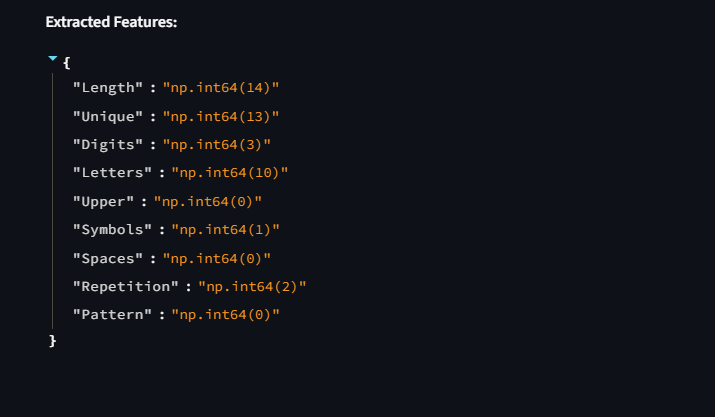 Extracted Features:
{
"Length" : "np.int64(14)"
"Unique" : "np.int64(13)"
"Digits" : "np.int64(3)"
"Letters" : "np.int64(10)"
"Upper" : "np.int64(0)"
"Symbols" : "np.int64(1)"
"Spaces" : "np.int64(0)"
"Repetition" : "np.int64(2)"
"Pattern" : "np.int64(0)"
}